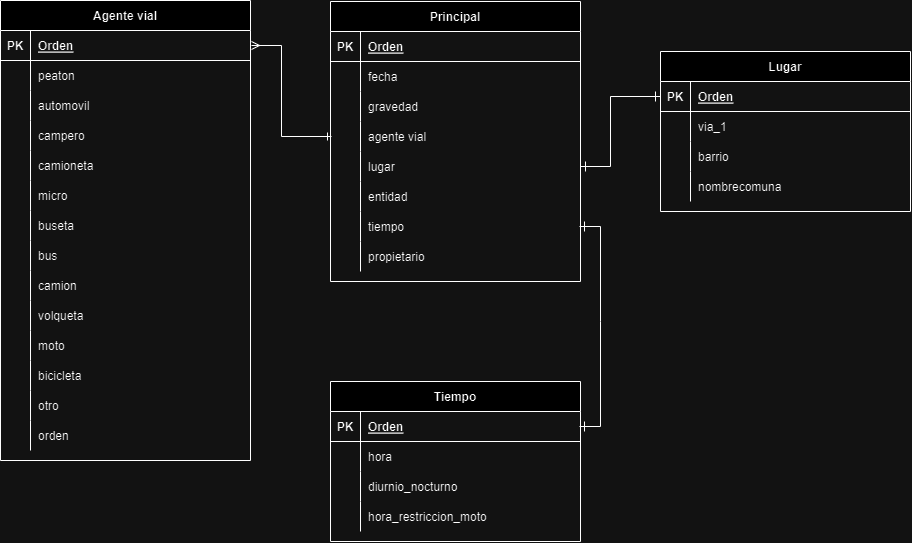 Agente vial
PK Orden
peaton
automovil
campero
camioneta
micro
buseta
bus
camion
volqueta
moto
bicicleta
otro
orden
Principal
PK Orden
fecha
gravedad
agente vial
lugar
entidad
tiempo
propietario
Lugar
PK Orden
via_1
barrio
nombrecomuna
Tiempo
PK Orden
hora
diurnio_nocturno
hora_restriccion_moto